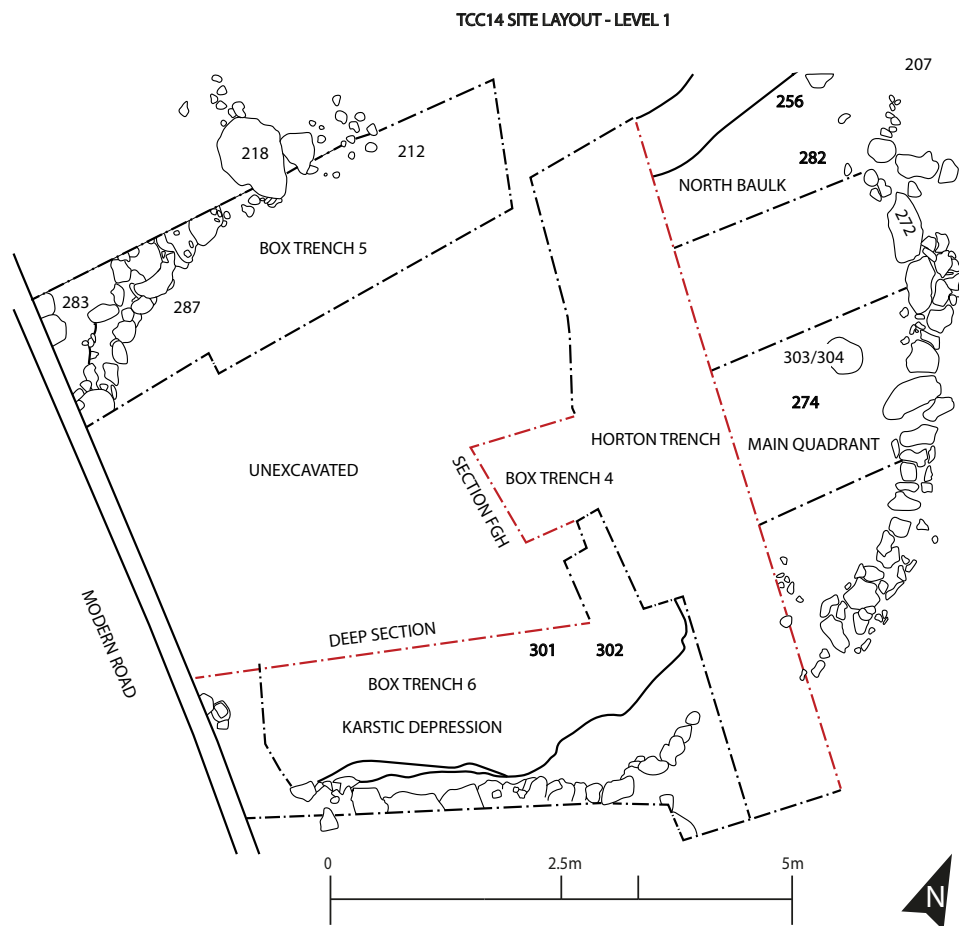 TCC14 SITE LAYOUT - LEVEL 1
207
256
218
212
282
NORTH BAULK
272
BOX TRENCH 5
283
287
303/304
274
HORTON TRENCH
MAIN QUADRANT
UNEXCAVATED
SECTION FGH
BOX TRENCH 4
MODERN ROAD
DEEP SECTION
301
302
BOX TRENCH 6
KARSTIC DEPRESSION
0
2.5m
5m
N